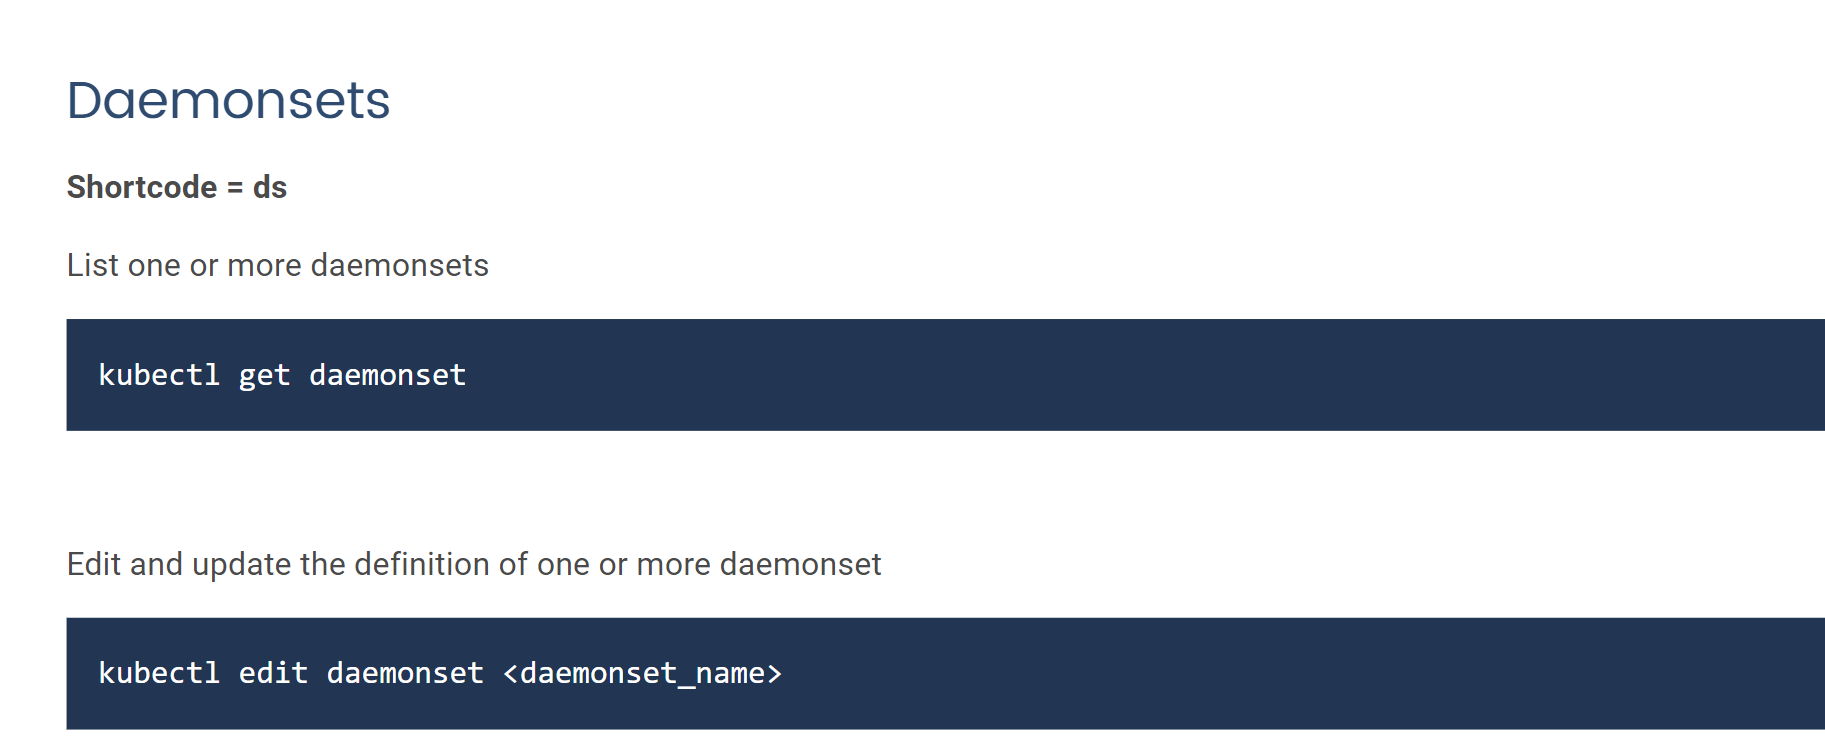 Daemonsets
Shortcode = ds
List one or more daemonsets
kubectl get daemonset
Edit and update the definition of one or more daemonset
kubectl edit daemonset <daemonset_name>